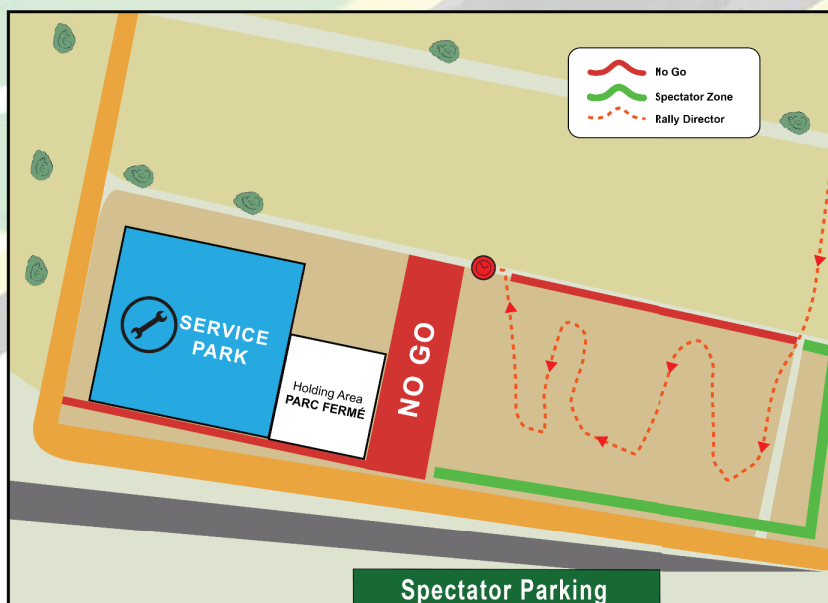 No Go
Spectator Zone
Rally Director
SERVICE
PARK
Holding Area
PARC FERMÉ
NO GO
Spectator Parking